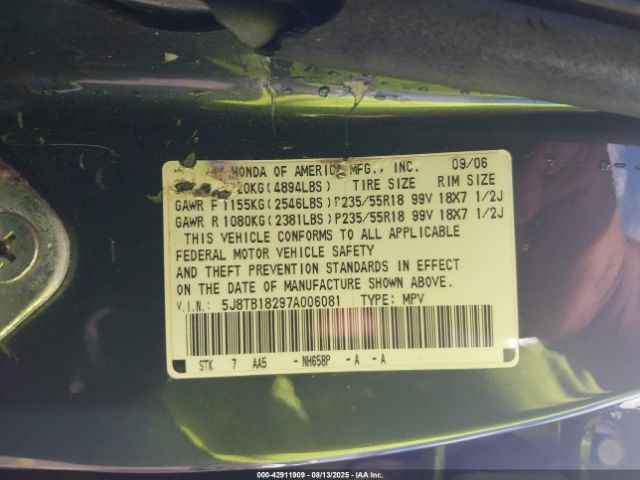 HONDA OF AMERICA MFG., INC. 09/06
20KG(4894LBS) TIRE SIZE RIM SIZE
GAWR F 1155KG(2546LBS) P235/55R18 99V 18X7 1/2J
GAWR R 1080KG(2381LBS) P235/55R18 99V 18X7 1/2J
THIS VEHICLE CONFORMS TO ALL APPLICABLE
FEDERAL MOTOR VEHICLE SAFETY
AND THEFT PREVENTION STANDARDS IN EFFECT
ON THE DATE OF MANUFACTURE SHOWN ABOVE.
V.I.N.: 5J8TB18297A006081 TYPE: MPV
STK 7 AA5 -NH658P -A -A
000-42911909 - 08/13/2025 - IAA Inc.